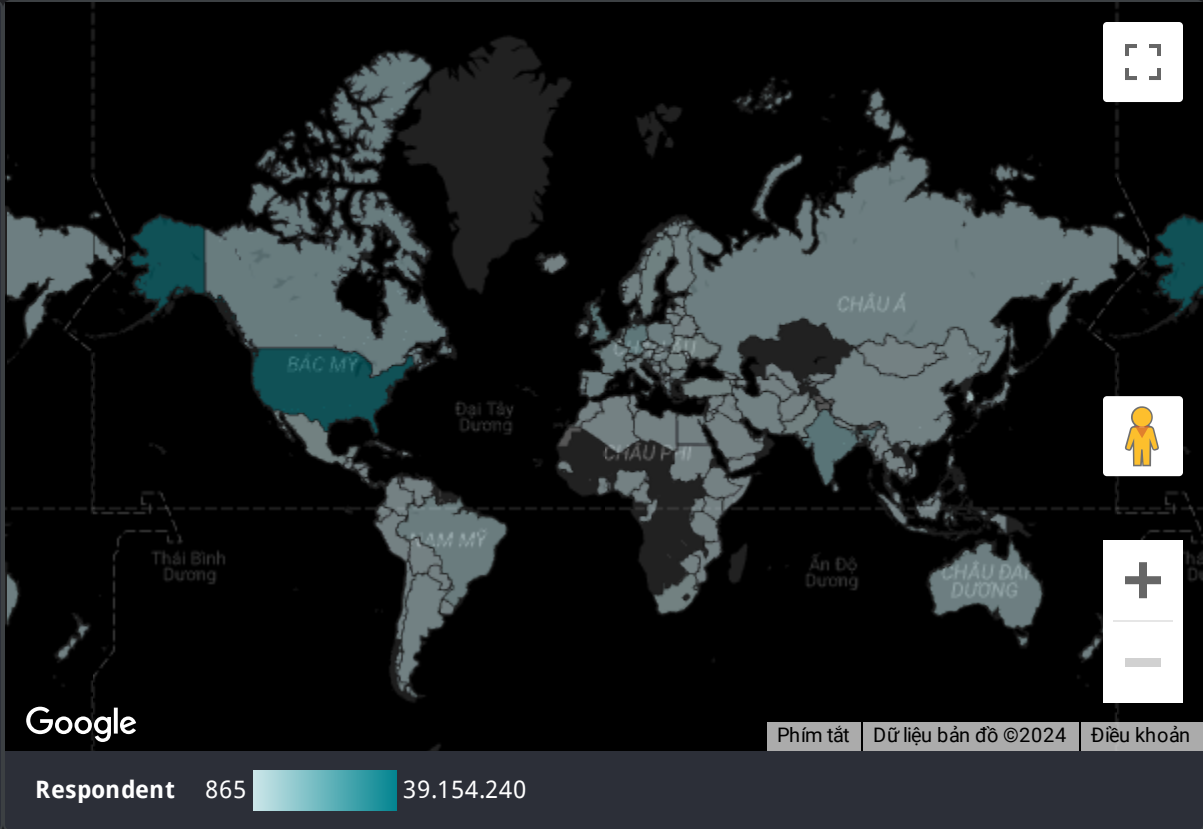 CHÂU Á
BẮC MỸ
Đại Tây
Dương
CHÂU PHI
NAM MỸ
Thái Bình
Dương
Ấn Độ
Dương
CHÂU ĐẠI
DƯƠNG
Google
Phím tắt
Dữ liệu bản đồ ©2024
Điều khoản
Respondent 865 39.154.240